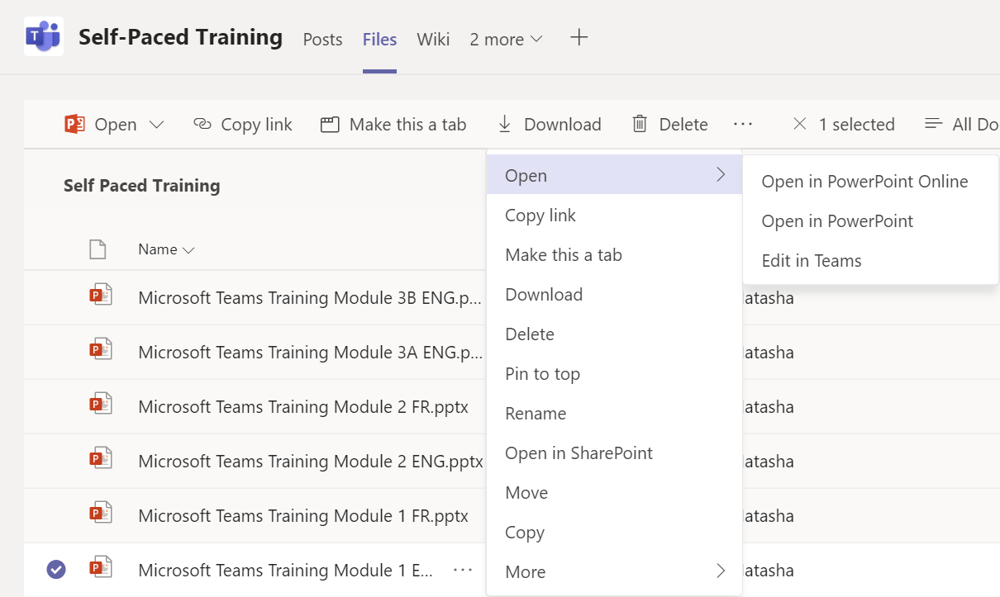 Self-Paced Training Posts Files Wiki 2 more
Open Copy link Make this a tab Download Delete ... 1 selected All Do
Self Paced Training
Name
Microsoft Teams Training Module 3B ENG.p...
Microsoft Teams Training Module 3A ENG.p...
Microsoft Teams Training Module 2 FR.pptx
Microsoft Teams Training Module 2 ENG.pptx
Microsoft Teams Training Module 1 FR.pptx
Microsoft Teams Training Module 1 E... ...
Open
Copy link
Make this a tab
Download
Delete
Pin to top
Rename
Open in SharePoint
Move
Copy
More
Open in PowerPoint Online
Open in PowerPoint
Edit in Teams
atasha
atasha
atasha
atasha
atasha
atasha